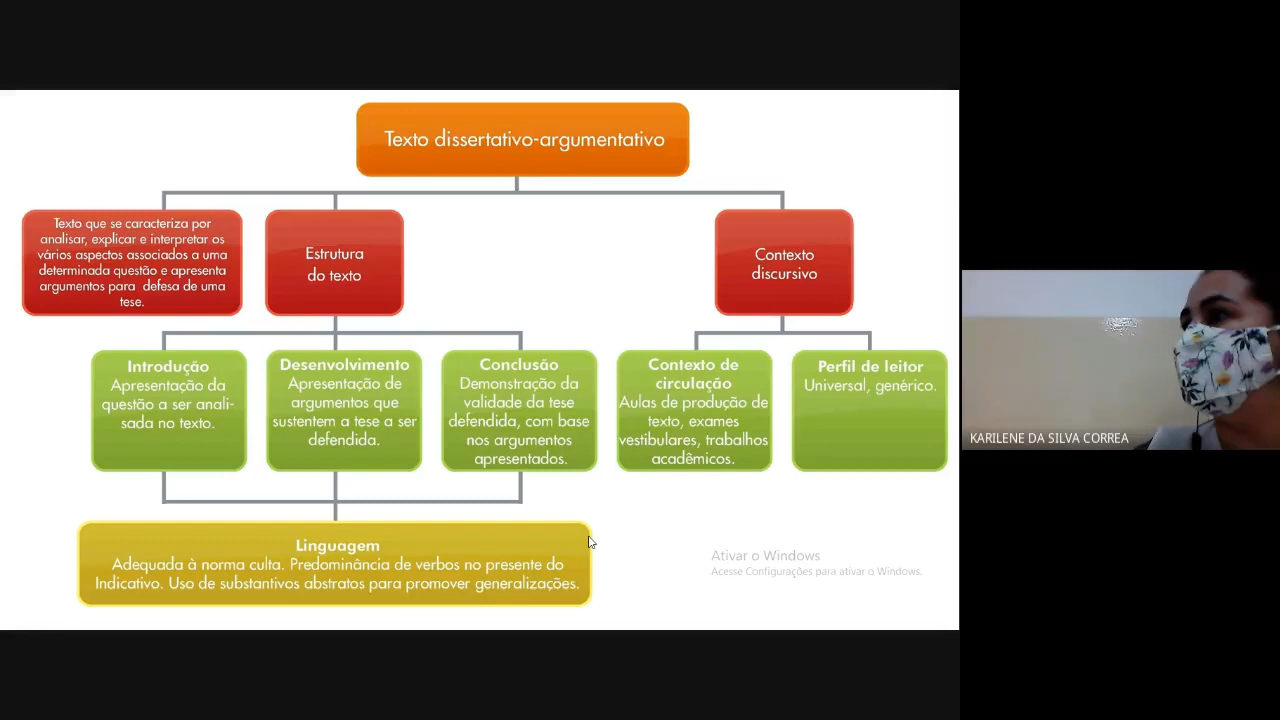 Texto dissertativo-argumentativo
Texto que se caracteriza por
analisar, explicar e interpretar os
vários aspectos associados a uma
determinada questão e apresenta
argumentos para defesa de uma
tese.
Estrutura
do texto
Contexto
discursivo
Introdução
Apresentação da
questão a ser anali-
sada no texto.
Desenvolvimento
Apresentação de
argumentos que
sustentem a tese a ser
defendida.
Conclusão
Demonstração da
validade da tese
defendida, com base
nos argumentos
apresentados.
Contexto de
circulação
Aulas de produção de
texto, exames
vestibulares, trabalhos
acadêmicos.
Perfil de leitor
Universal, genérico.
Linguagem
Adequada à norma culta. Predominância de verbos no presente do
Indicativo. Uso de substantivos abstratos para promover generalizações.
Ativar o Windows
Acesse Configurações para ativar o Windows.
KARILENE DA SILVA CORREA